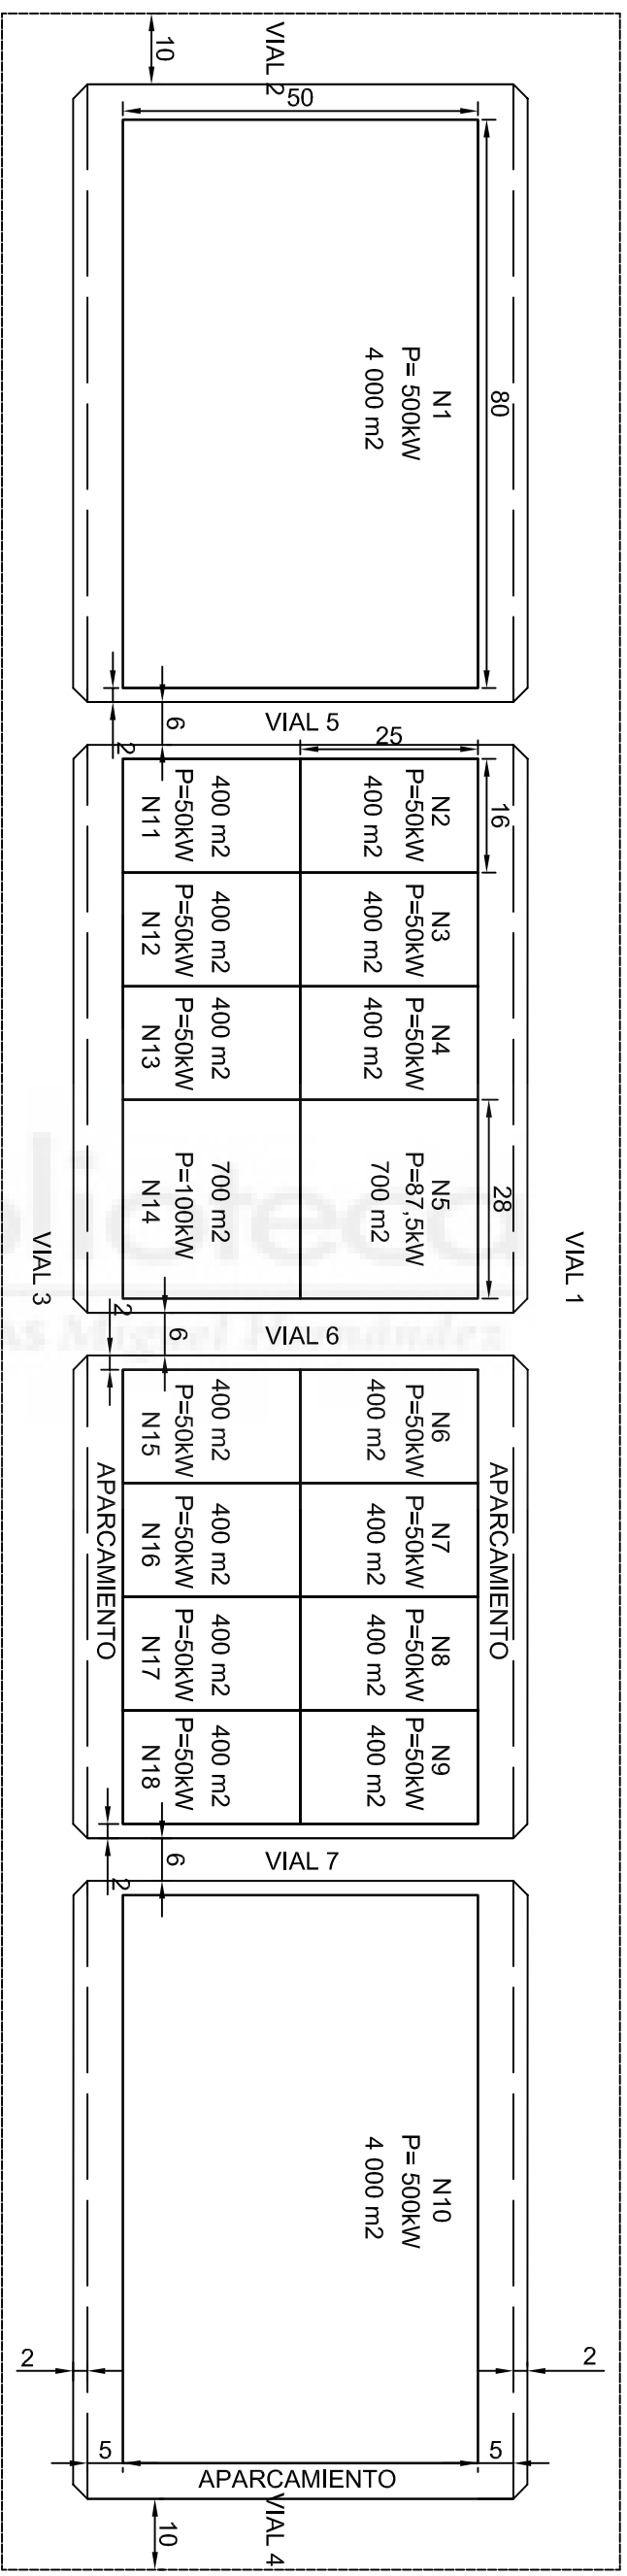 VIAL 2
10
50
80
N1
P= 500kW
4 000 m2
2
6
VIAL 5
25
16
N2
P=50kW
400 m2
N3
P=50kW
400 m2
N4
P=50kW
400 m2
28
N5
P=87,5kW
700 m2
400 m2
P=50kW
N11
400 m2
P=50kW
N12
400 m2
P=50kW
N13
700 m2
P=100kW
N14
VIAL 1
VIAL 3
2
6
VIAL 6
APARCAMIENTO
N6
P=50kW
400 m2
N7
P=50kW
400 m2
N8
P=50kW
400 m2
N9
P=50kW
400 m2
400 m2
P=50kW
N15
400 m2
P=50kW
N16
400 m2
P=50kW
N17
400 m2
P=50kW
N18
APARCAMIENTO
2
6
VIAL 7
N10
P= 500kW
4 000 m2
2
2
5
5
APARCAMIENTO
VIAL 4
10